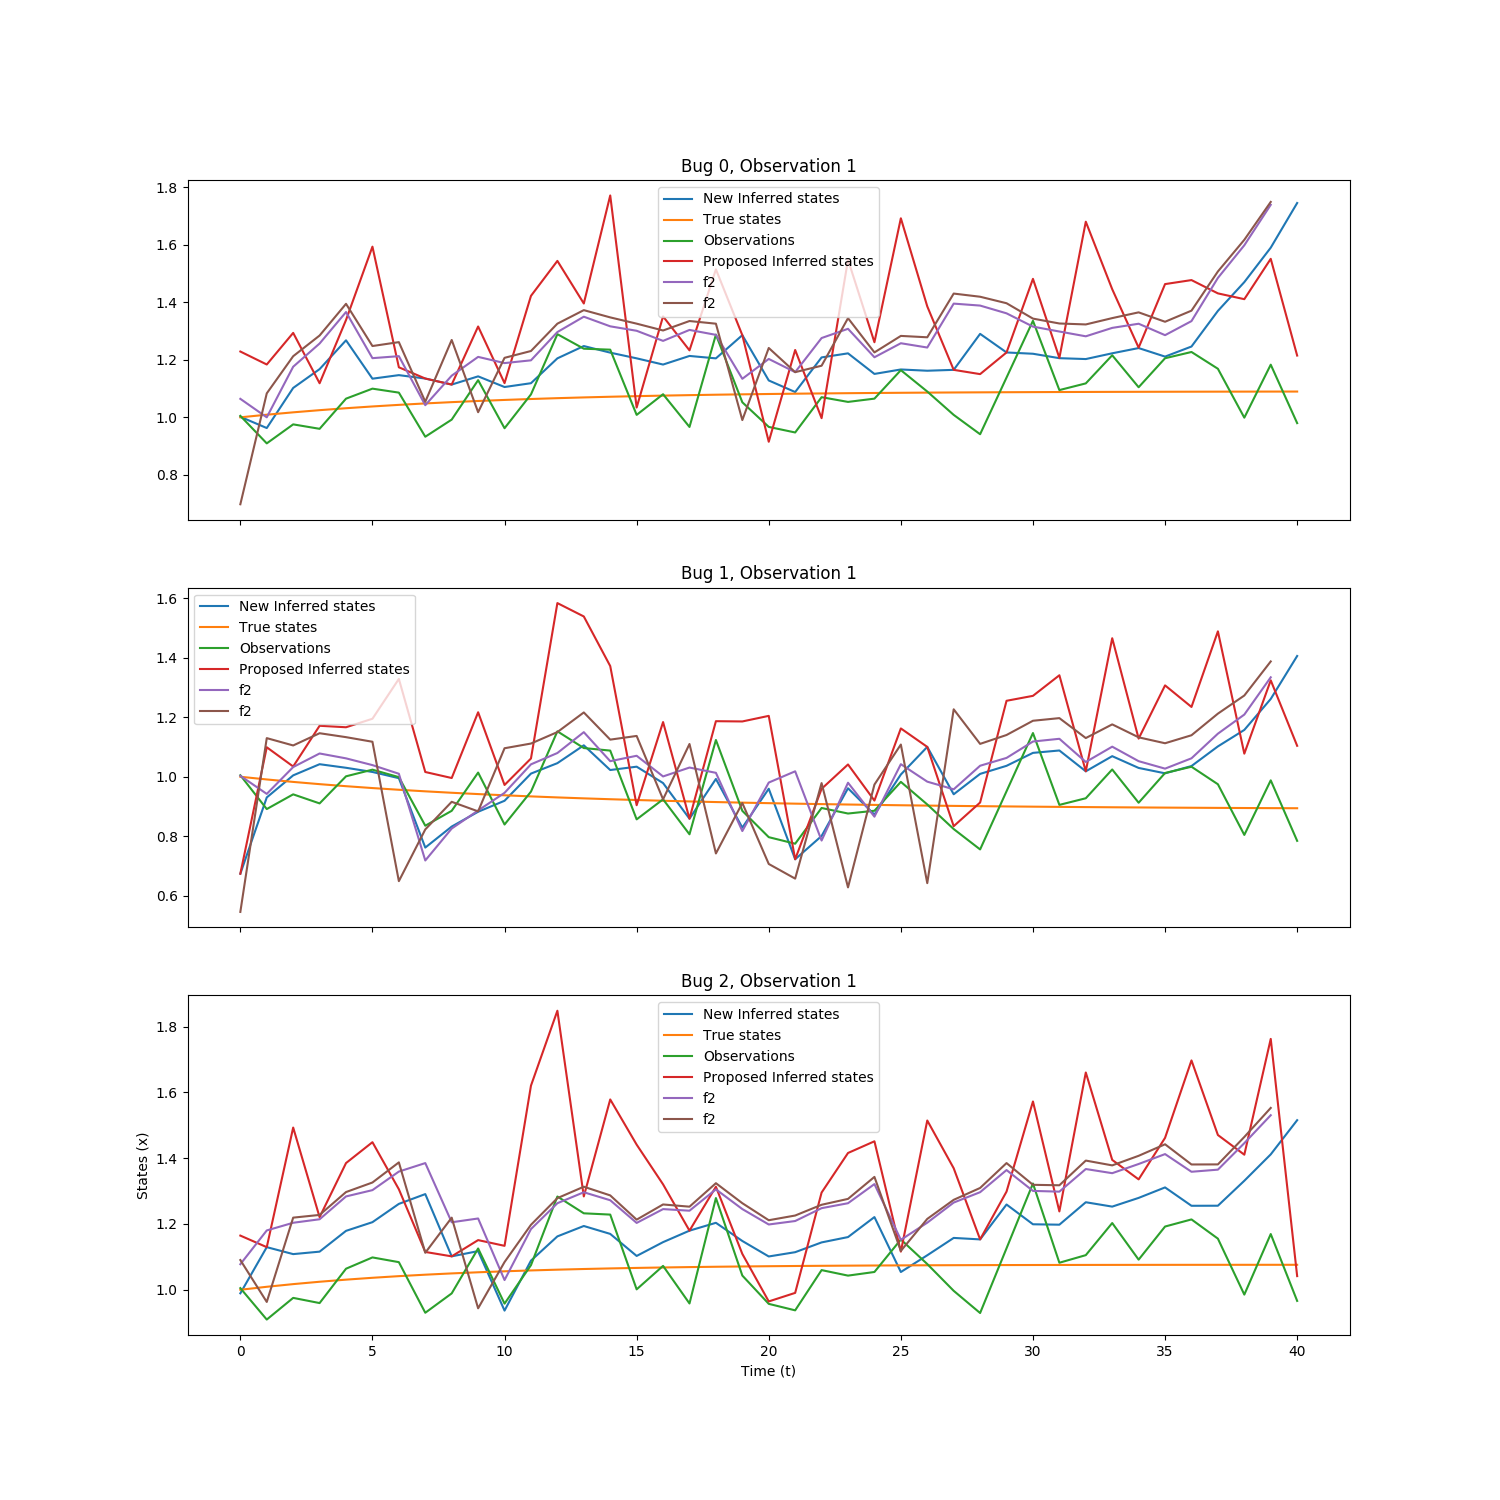 Bug 0, Observation 1
1.8
1.6
1.4
1.2
1.0
0.8
New Inferred states
True states
Observations
Proposed Inferred states
f2
f2
Bug 1, Observation 1
1.6
1.4
1.2
1.0
0.8
0.6
New Inferred states
True states
Observations
Proposed Inferred states
f2
f2
Bug 2, Observation 1
States (x)
1.8
1.6
1.4
1.2
1.0
New Inferred states
True states
Observations
Proposed Inferred states
f2
f2
0 5 10 15 20 25 30 35 40
Time (t)